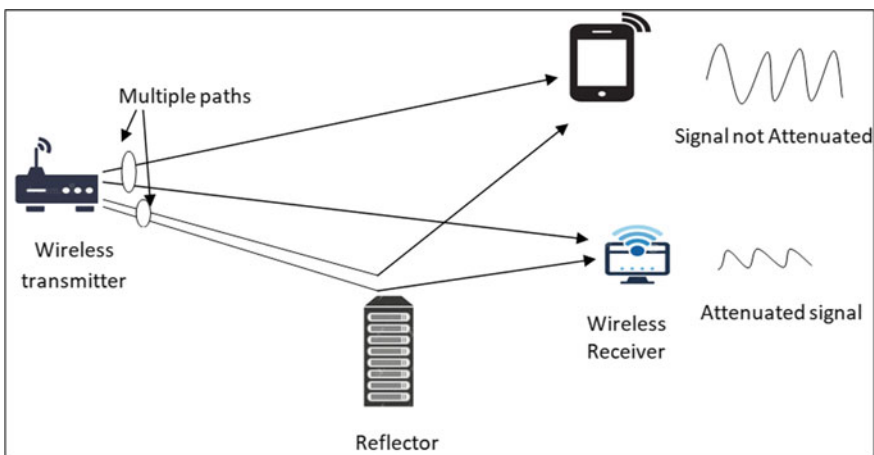 Multiple paths
Signal not Attenuated
Wireless
transmitter
Attenuated signal
Wireless
Receiver
Reflector